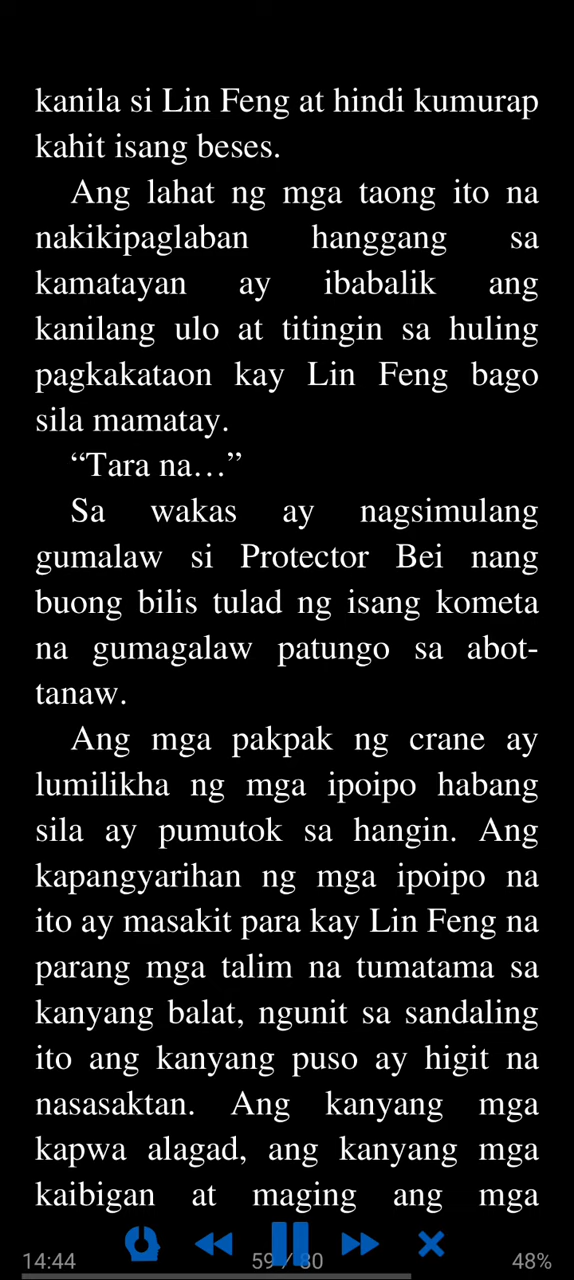 kanila si Lin Feng at hindi kumurap
kahit isang beses.
Ang lahat ng mga taong ito na
nakikipaglaban hanggang sa
kamatayan ay ibabalik ang
kanilang ulo at titingin sa huling
pagkakataon kay Lin Feng bago
sila mamatay.
“Tara na…”
Sa wakas ay nagsimulang
gumalaw si Protector Bei nang
buong bilis tulad ng isang kometa
na gumagalaw patungo sa abot-
tanaw.
Ang mga pakpak ng crane ay
lumilikha ng mga ipoipo habang
sila ay pumutok sa hangin. Ang
kapangyarihan ng mga ipoipo na
ito ay masakit para kay Lin Feng na
parang mga talim na tumatama sa
kanyang balat, ngunit sa sandaling
ito ang kanyang puso ay higit na
nasasaktan. Ang kanyang mga
kapwa alagad, ang kanyang mga
kaibigan at maging ang mga
14:44 59 / 80 48%